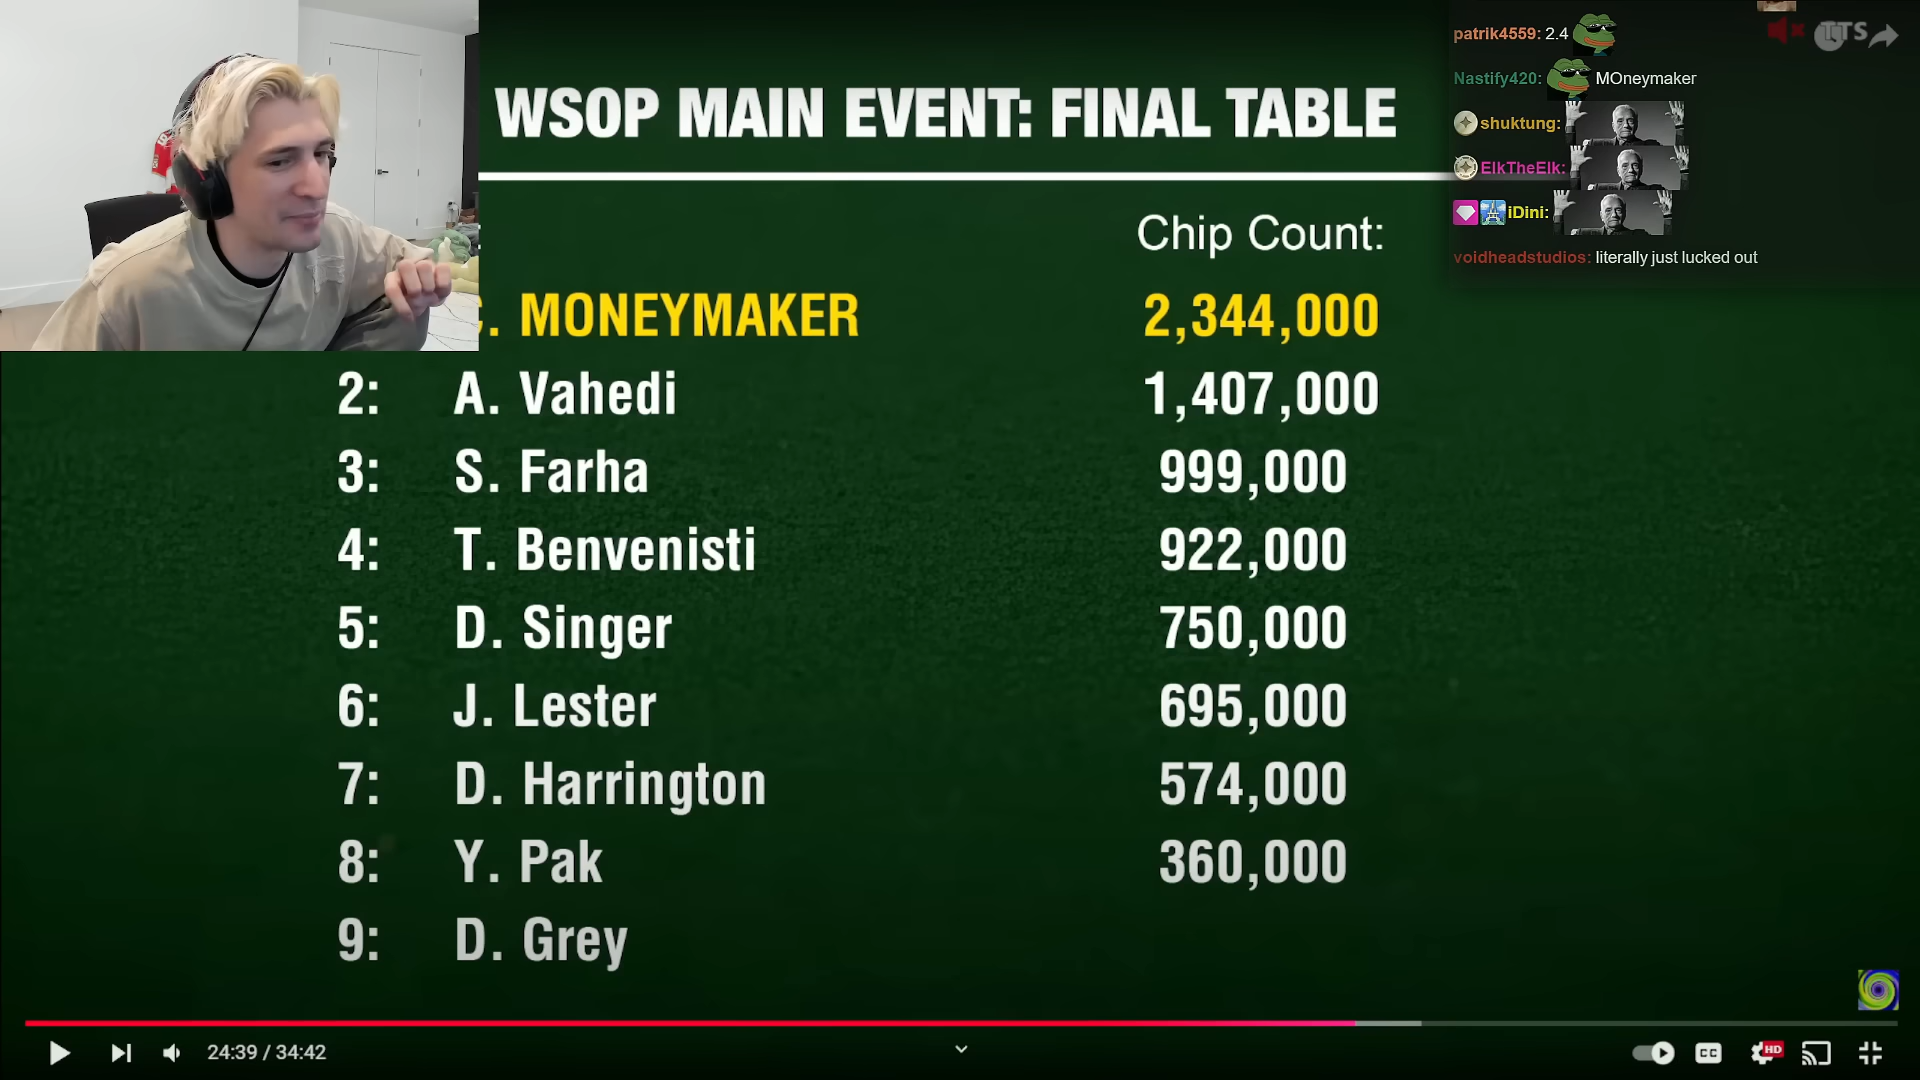 WSOP MAIN EVENT: FINAL TABLE
Chip Count:
. MONEYMAKER 2,344,000
2: A. Vahedi 1,407,000
3: S. Farha 999,000
4: T. Benvenisti 922,000
5: D. Singer 750,000
6: J. Lester 695,000
7: D. Harrington 574,000
8: Y. Pak 360,000
9: D. Grey
patrik4559: 2.4
Nastify420: MOneymaker
shuktung:
ElkTheElk:
iDini:
voidheadstudios: literally just lucked out
TTS
24:39 / 34:42
CC
HD